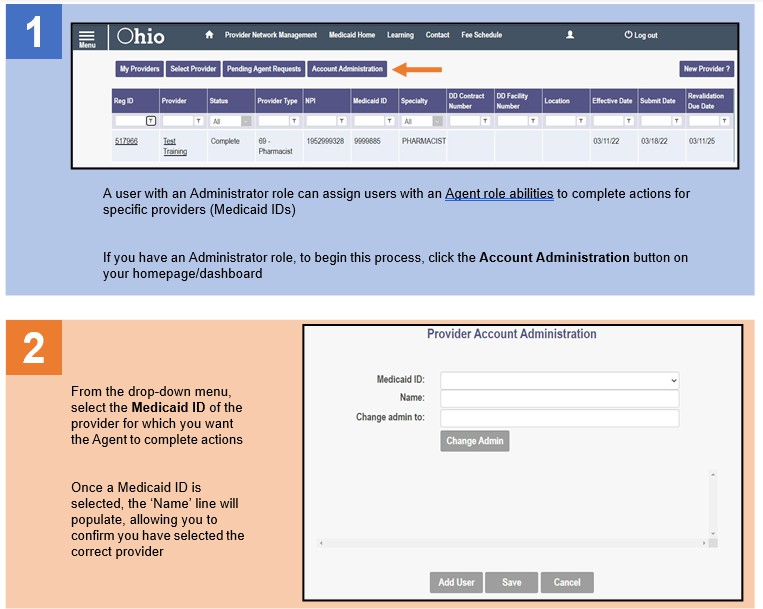 1
Menu
Ohio
Provider Network Management Medicaid Home Learning Contact Fee Schedule
Log out
My Providers Select Provider Pending Agent Requests Account Administration
New Provider ?
Reg ID Provider Status Provider Type NPI Medicaid ID Specialty DD Contract Number DD Facility Number Location Effective Date Submit Date Revalidation Due Date
All All
517966 Test Training Complete 69 - Pharmacist 1952999328 9999885 PHARMACIST 03/11/22 03/18/22 03/11/25
A user with an Administrator role can assign users with an Agent role abilities to complete actions for
specific providers (Medicaid IDs)
If you have an Administrator role, to begin this process, click the Account Administration button on
your homepage/dashboard
2
From the drop-down menu,
select the Medicaid ID of the
provider for which you want
the Agent to complete actions
Once a Medicaid ID is
selected, the ‘Name’ line will
populate, allowing you to
confirm you have selected the
correct provider
Provider Account Administration
Medicaid ID:
Name:
Change admin to:
Change Admin
Add User Save Cancel